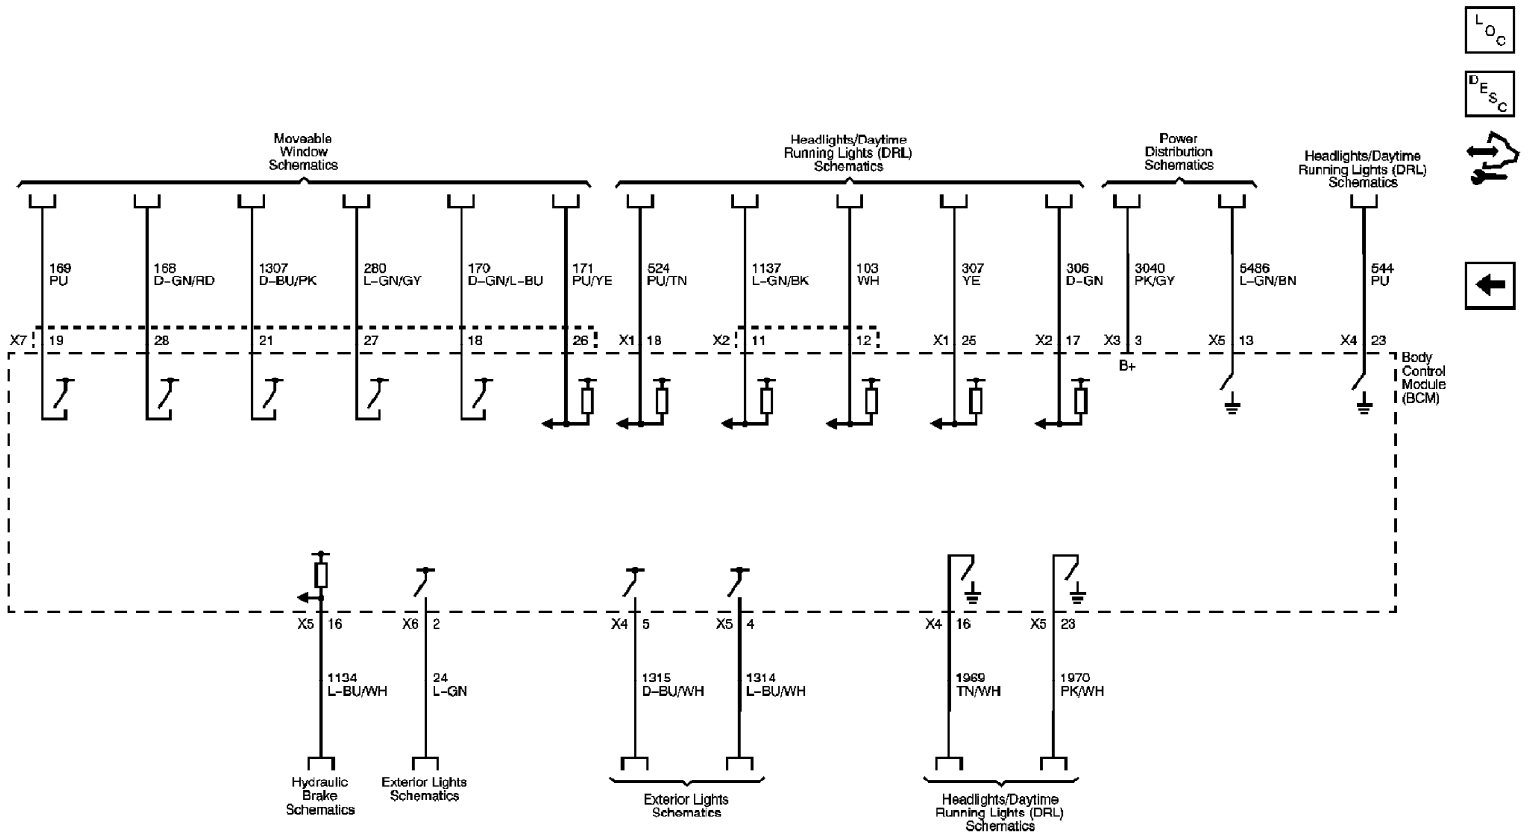 L O C
D E S C
Moveable
Window
Schematics
Headlights/Daytime
Running Lights (DRL)
Schematics
Power
Distribution
Schematics
Headlights/Daytime
Running Lights (DRL)
Schematics
169
PU
168
D-GN/RD
1307
D-BU/PK
280
L-GN/GY
170
D-GN/L-BU
171
PU/YE
524
PU/TN
1137
L-GN/BK
103
WH
307
YE
306
D-GN
3040
PK/GY
5486
L-GN/BN
544
PU
X7 19 28 21 27 18 26 X1 18 X2 11 12 X1 25 X2 17 X3 3 X5 13 X4 23
B+
Body
Control
Module
(BCM)
X5 16 X6 2 X4 5 X5 4 X4 16 X5 23
1134
L-BU/WH
24
L-GN
1315
D-BU/WH
1314
L-BU/WH
1969
TN/WH
1970
PK/WH
Hydraulic
Brake
Schematics
Exterior Lights
Schematics
Exterior Lights
Schematics
Headlights/Daytime
Running Lights (DRL)
Schematics